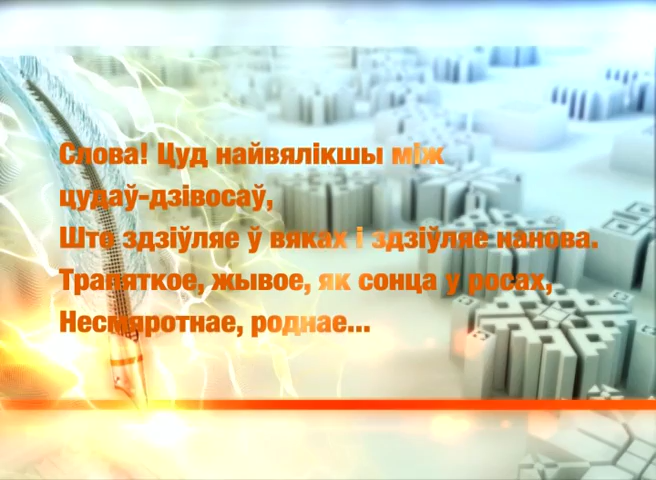 Слова! Цуд найвялікшы між
цудаў-дзівосаў,
Што здзіўляе ў вяках і здзіўляе нанова.
Трапяткое, жывое, як сонца у росах,
Несмяротнае, роднае...